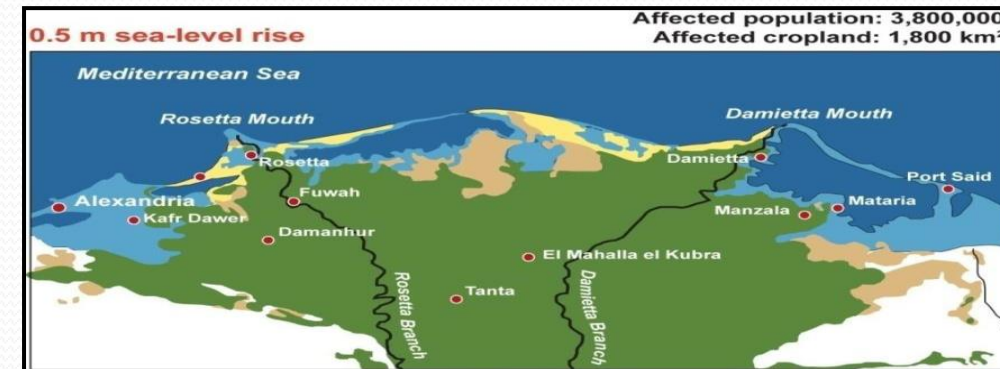 Affected population: 3,800,000
0.5 m sea-level rise
Affected cropland: 1,800 km²
Mediterranean Sea
Rosetta Mouth
Damietta Mouth
Rosetta
Damietta
Port Said
Fuwah
Alexandria
Mataria
Manzala
Kafr Dawer
Damanhur
El Mahalla el Kubra
Tanta
Rosetta Branch
Damietta Branch